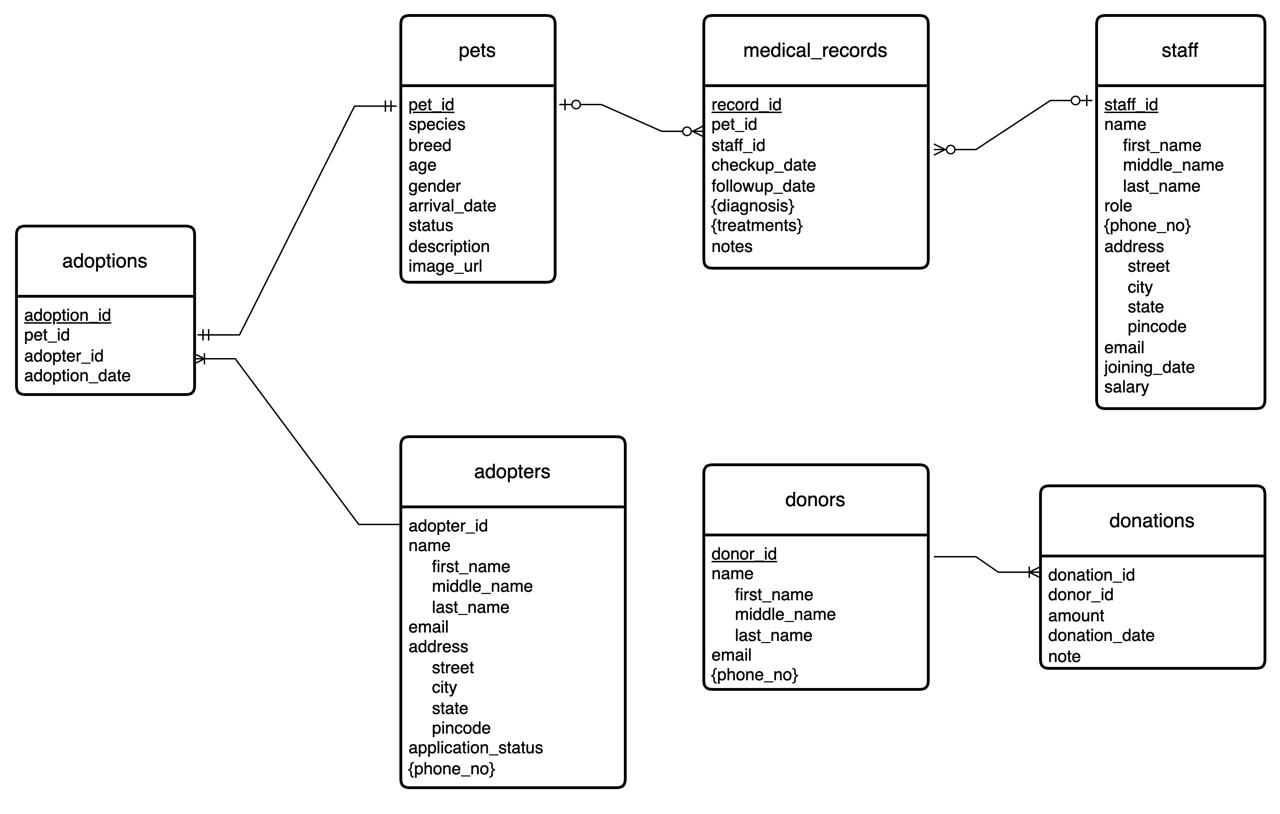 pets
pet_id
species
breed
age
gender
arrival_date
status
description
image_url
medical_records
record_id
pet_id
staff_id
checkup_date
followup_date
{diagnosis}
{treatments}
notes
staff
staff_id
name
first_name
middle_name
last_name
role
{phone_no}
address
street
city
state
pincode
email
joining_date
salary
adoptions
adoption_id
pet_id
adopter_id
adoption_date
adopters
adopter_id
name
first_name
middle_name
last_name
email
address
street
city
state
pincode
application_status
{phone_no}
donors
donor_id
name
first_name
middle_name
last_name
email
{phone_no}
donations
donation_id
donor_id
amount
donation_date
note